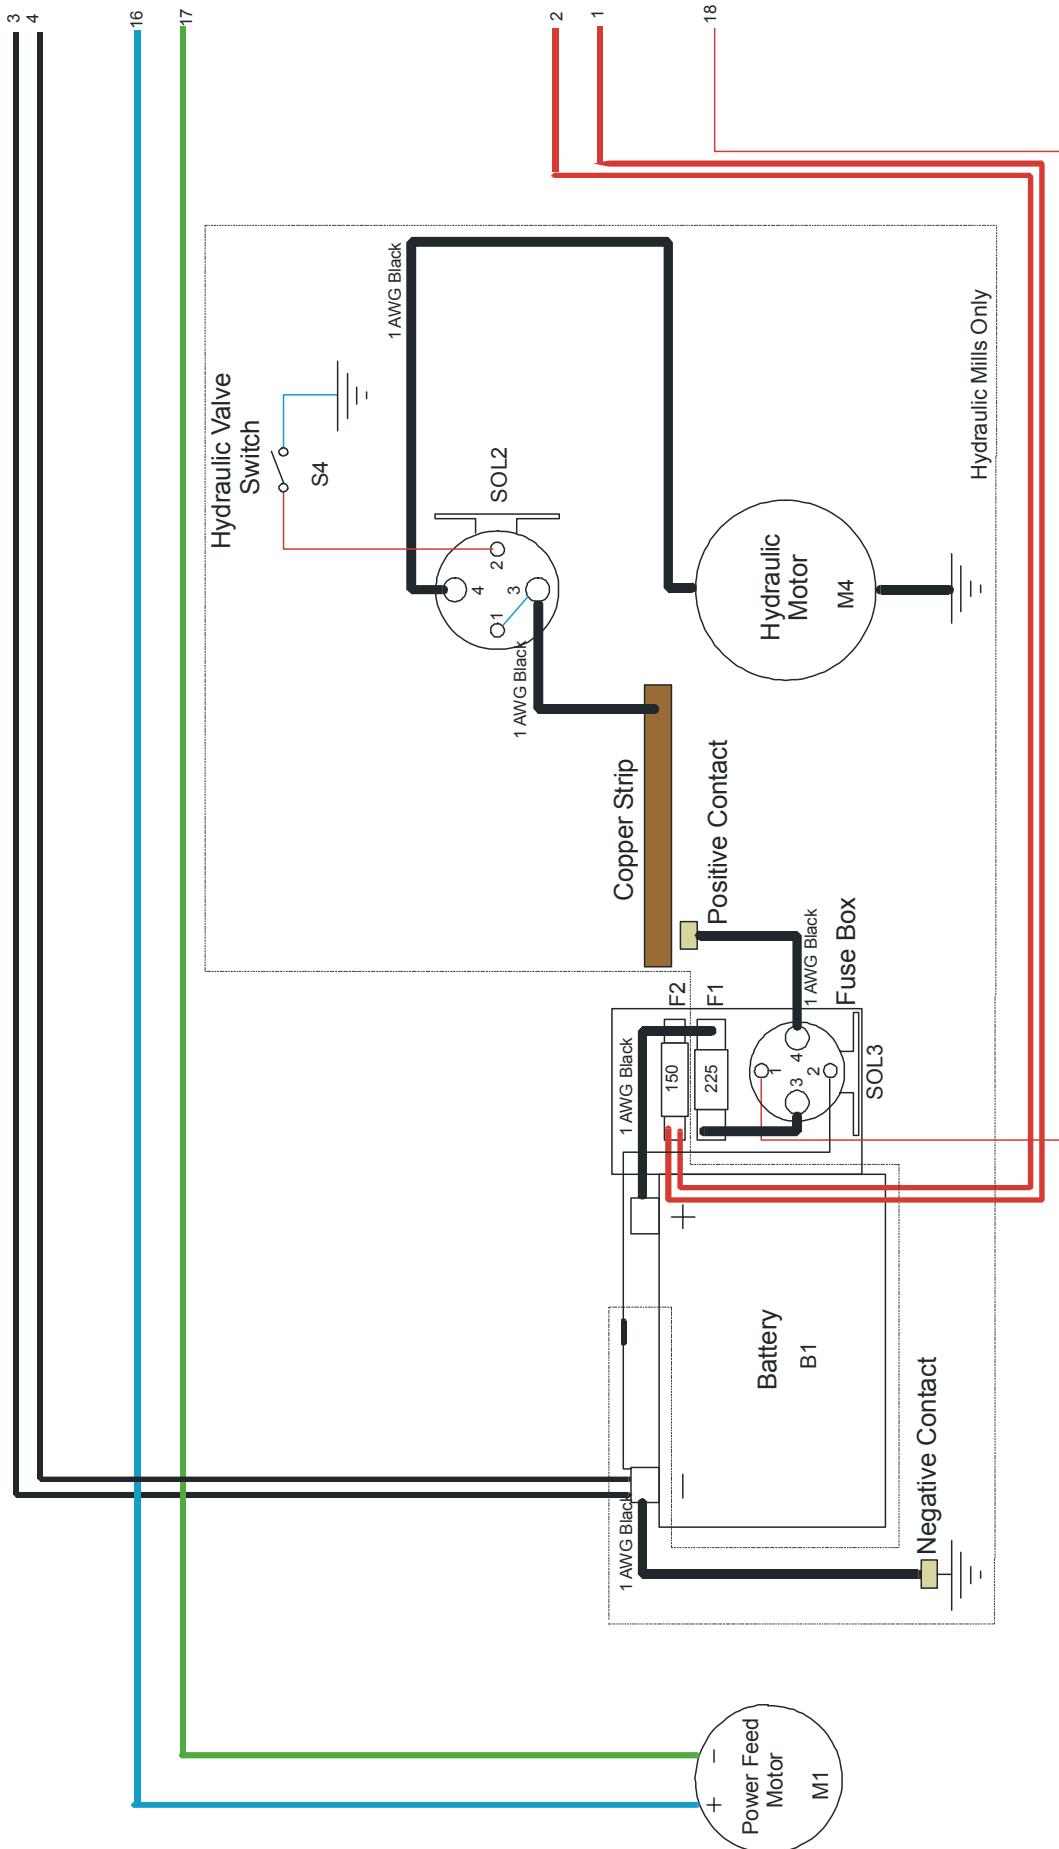 3
4
16
17
2
1
18
1 AWG Black
Hydraulic Valve
Switch
S4
SOL2
2
4
3
1
1 AWG Black
Hydraulic Mills Only
Hydraulic
Motor
M4
Copper Strip
Positive Contact
1 AWG Black
Fuse Box
F2
F1
150
225
1 AWG Black
1
4
3
2
SOL3
+
Battery
B1
−
1 AWG Black
Negative Contact
−
+
Power Feed
Motor
M1